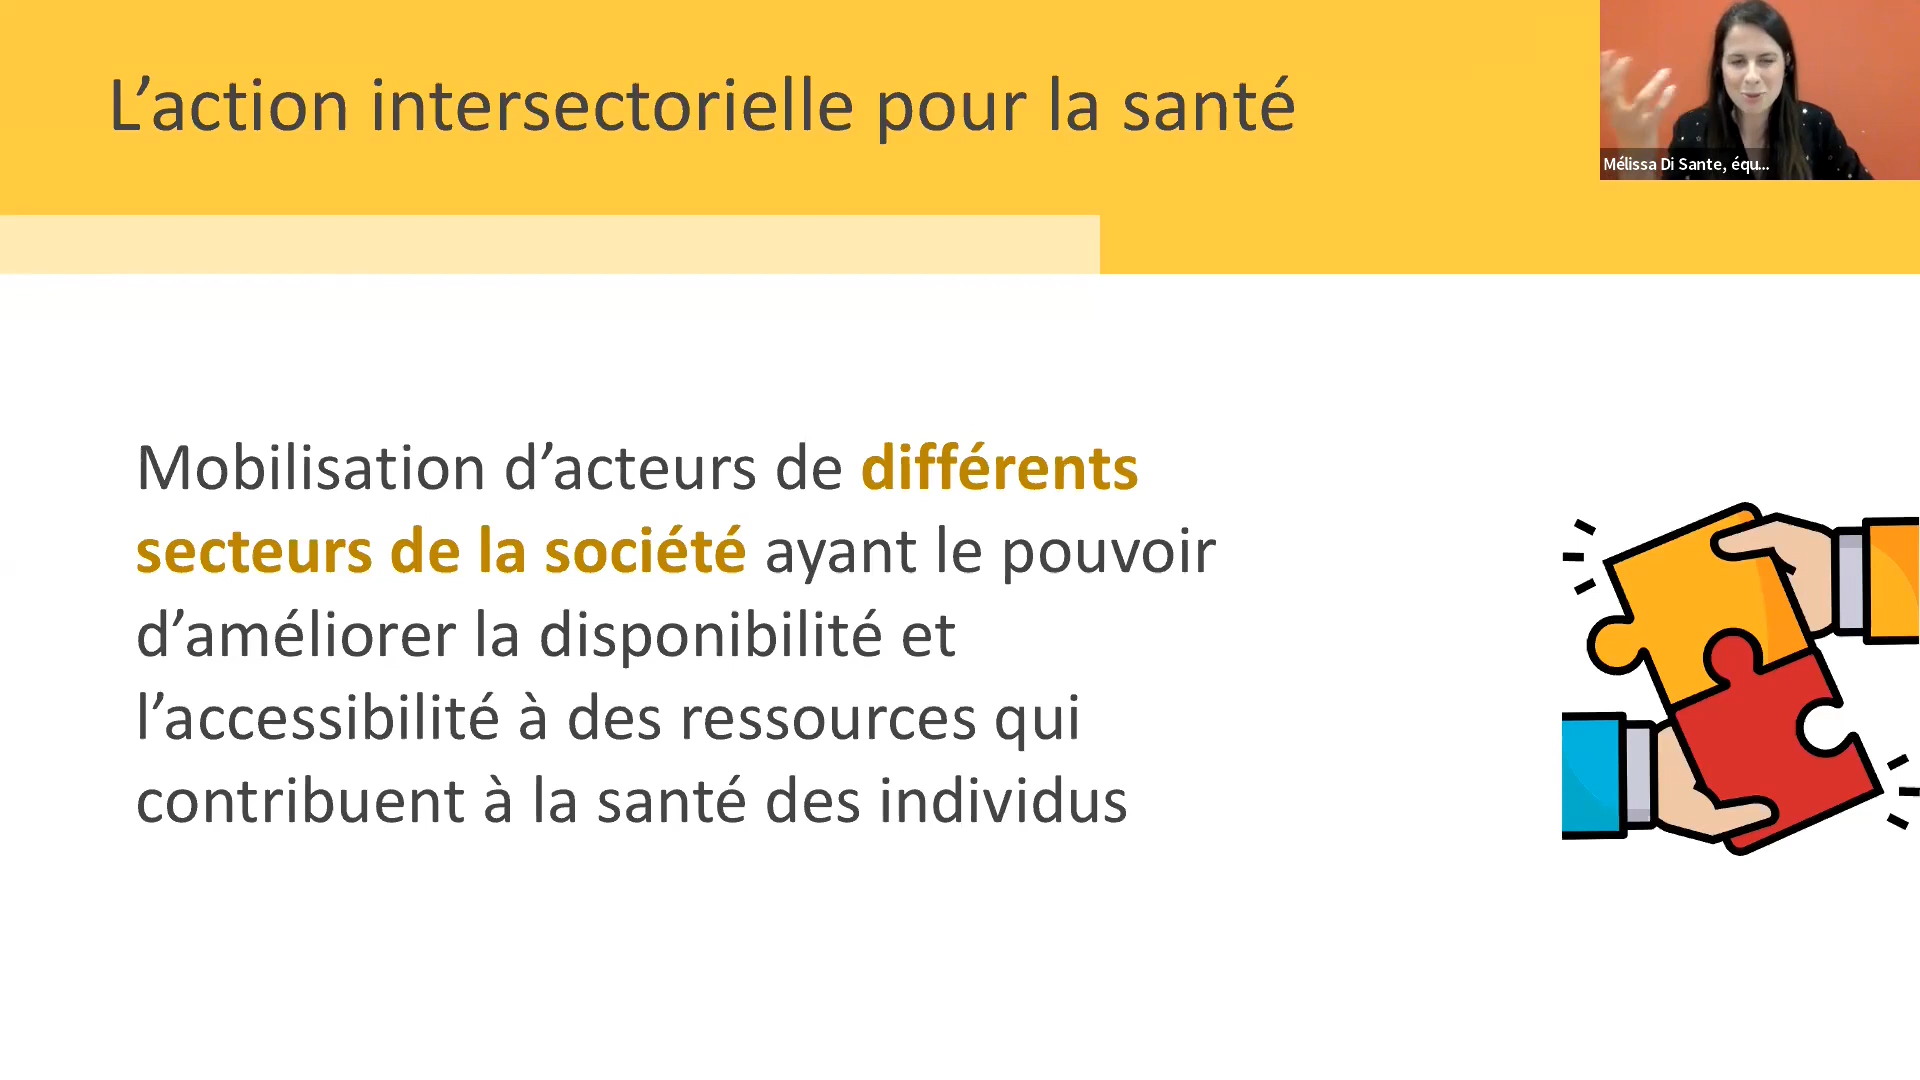 L’action intersectorielle pour la santé
Mélissa Di Sante, équ...
Mobilisation d’acteurs de différents
secteurs de la société ayant le pouvoir
d’améliorer la disponibilité et
l’accessibilité à des ressources qui
contribuent à la santé des individus